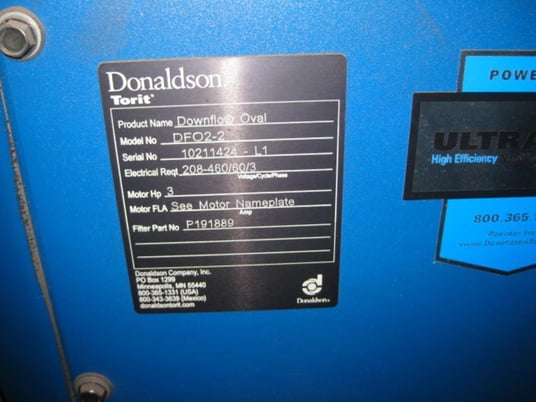 Donaldson.
Torit®
Product Name Downflo® Oval
Model No DFO2-2
Serial No 10211424 - L1
Electrical Reqt 208-460/60/3
Voltage/Cycle/Phase
Motor Hp 3
Motor FLA See Motor Nameplate
Amp
Filter Part No P191889
Donaldson Company, Inc.
PO Box 1299
Minneapolis, MN 55440
800-365-1331 (USA)
800-343-3639 (Mexico)
donaldsontorit.com
Donaldson.
POWE
ULTRA
High Efficiency
800.365.1